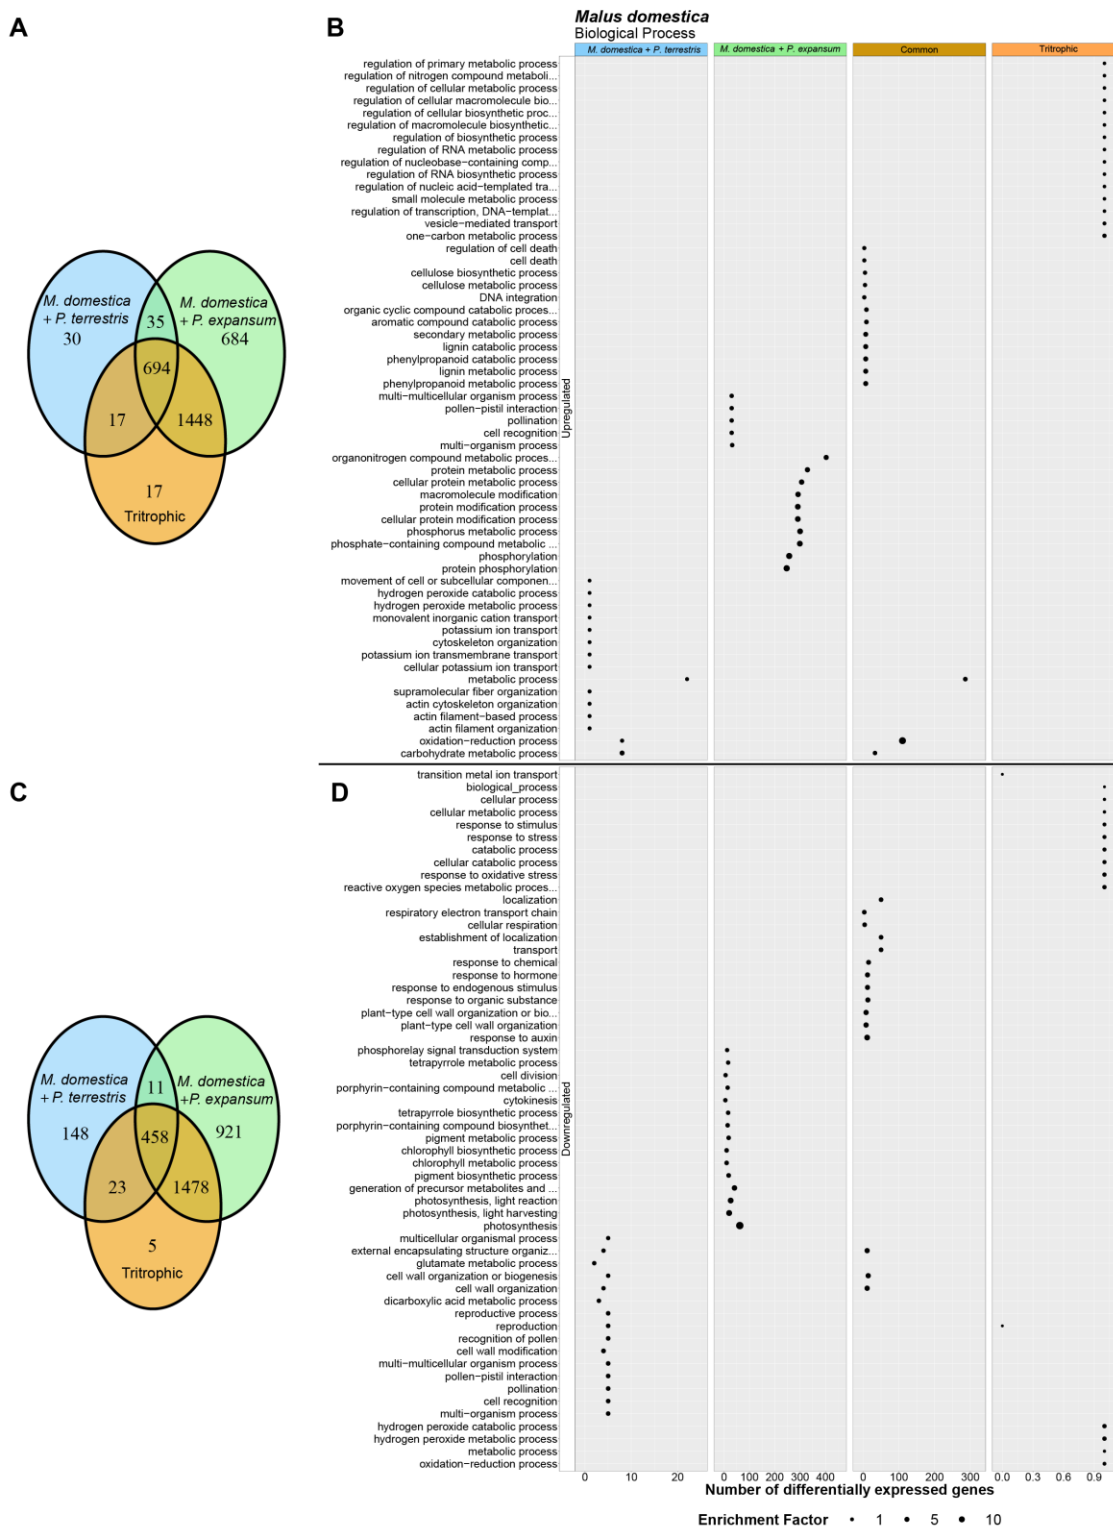 A
B
Malus domestica
Biological Process
M. domestica + P. terrestris
M. domestica + P. expansum
Common
Tritrophic
regulation of primary metabolic process
regulation of nitrogen compound metaboli...
regulation of cellular metabolic process
regulation of cellular macromolecule bio...
regulation of cellular biosynthetic proc...
regulation of macromolecule biosynthetic...
regulation of biosynthetic process
regulation of RNA metabolic process
regulation of nucleobase−containing comp...
regulation of RNA biosynthetic process
regulation of nucleic acid−templated tra...
small molecule metabolic process
regulation of transcription, DNA−templat...
vesicle−mediated transport
one−carbon metabolic process
regulation of cell death
cell death
cellulose biosynthetic process
cellulose metabolic process
DNA integration
organic cyclic compound catabolic proces...
aromatic compound catabolic process
secondary metabolic process
lignin catabolic process
phenylpropanoid catabolic process
lignin metabolic process
phenylpropanoid metabolic process
multi−multicellular organism process
pollen−pistil interaction
pollination
cell recognition
multi−organism process
organonitrogen compound metabolic proces...
protein metabolic process
cellular protein metabolic process
macromolecule modification
protein modification process
cellular protein modification process
phosphorus metabolic process
phosphate−containing compound metabolic ...
phosphorylation
protein phosphorylation
movement of cell or subcellular componen...
hydrogen peroxide catabolic process
hydrogen peroxide metabolic process
monovalent inorganic cation transport
potassium ion transport
cytoskeleton organization
potassium ion transmembrane transport
cellular potassium ion transport
metabolic process
supramolecular fiber organization
actin cytoskeleton organization
actin filament−based process
actin filament organization
oxidation−reduction process
carbohydrate metabolic process
Upregulated
M. domestica
+ P. terrestris
30
35
M. domestica
+ P. expansum
684
694
17
1448
17
Tritrophic
C
D
transition metal ion transport
biological_process
cellular process
cellular metabolic process
response to stimulus
response to stress
catabolic process
cellular catabolic process
response to oxidative stress
reactive oxygen species metabolic proces...
localization
respiratory electron transport chain
cellular respiration
establishment of localization
transport
response to chemical
response to hormone
response to endogenous stimulus
response to organic substance
plant−type cell wall organization or bio...
plant−type cell wall organization
response to auxin
phosphorelay signal transduction system
tetrapyrrole metabolic process
cell division
porphyrin−containing compound metabolic ...
cytokinesis
tetrapyrrole biosynthetic process
porphyrin−containing compound biosynthet...
pigment metabolic process
chlorophyll biosynthetic process
chlorophyll metabolic process
pigment biosynthetic process
generation of precursor metabolites and ...
photosynthesis, light reaction
photosynthesis, light harvesting
photosynthesis
multicellular organismal process
external encapsulating structure organiz...
glutamate metabolic process
cell wall organization or biogenesis
cell wall organization
dicarboxylic acid metabolic process
reproductive process
reproduction
recognition of pollen
cell wall modification
multi−multicellular organism process
pollen−pistil interaction
pollination
cell recognition
multi−organism process
hydrogen peroxide catabolic process
hydrogen peroxide metabolic process
metabolic process
oxidation−reduction process
Downregulated
M. domestica
+ P. terrestris
148
11
M. domestica
+P. expansum
921
458
23
1478
5
Tritrophic
0 10 20 0 100 200 300 400 0 100 200 300 0.0 0.3 0.6 0.9
Number of differentially expressed genes
Enrichment Factor 1 5 10